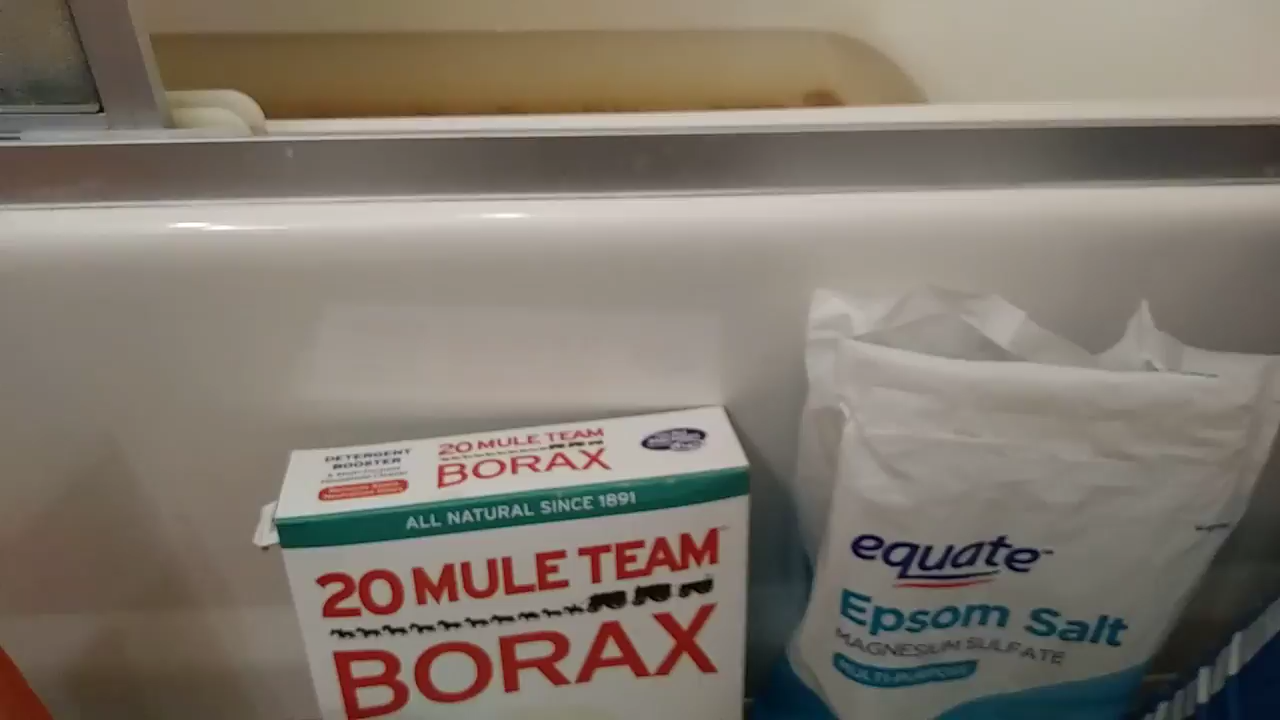 DETERGENT
BOOSTER
20 MULE TEAM
BORAX
ALL NATURAL SINCE 1891
20 MULE TEAM
BORAX
equate
Epsom Salt
MAGNESIUM SULFATE
MULTI-PURPOSE